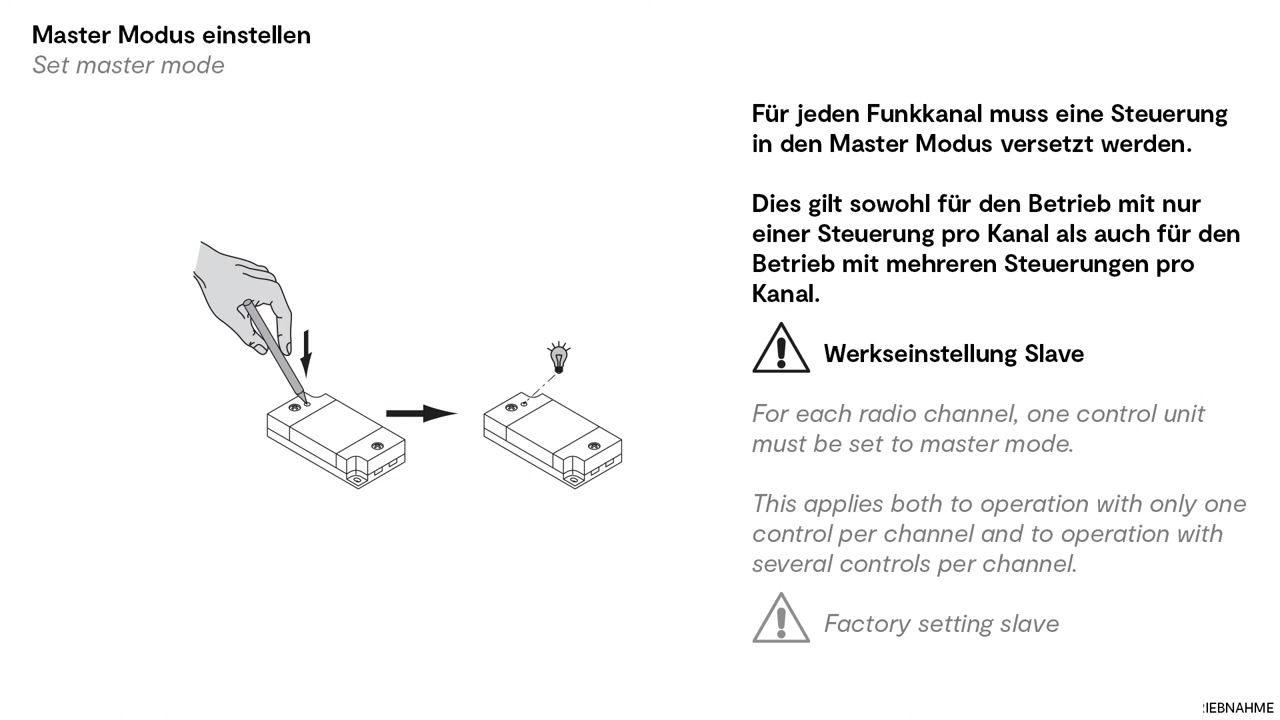 Master Modus einstellen
Set master mode
Für jeden Funkkanal muss eine Steuerung
in den Master Modus versetzt werden.
Dies gilt sowohl für den Betrieb mit nur
einer Steuerung pro Kanal als auch für den
Betrieb mit mehreren Steuerungen pro
Kanal.
Werkseinstellung Slave
For each radio channel, one control unit
must be set to master mode.
This applies both to operation with only one
control per channel and to operation with
several controls per channel.
Factory setting slave